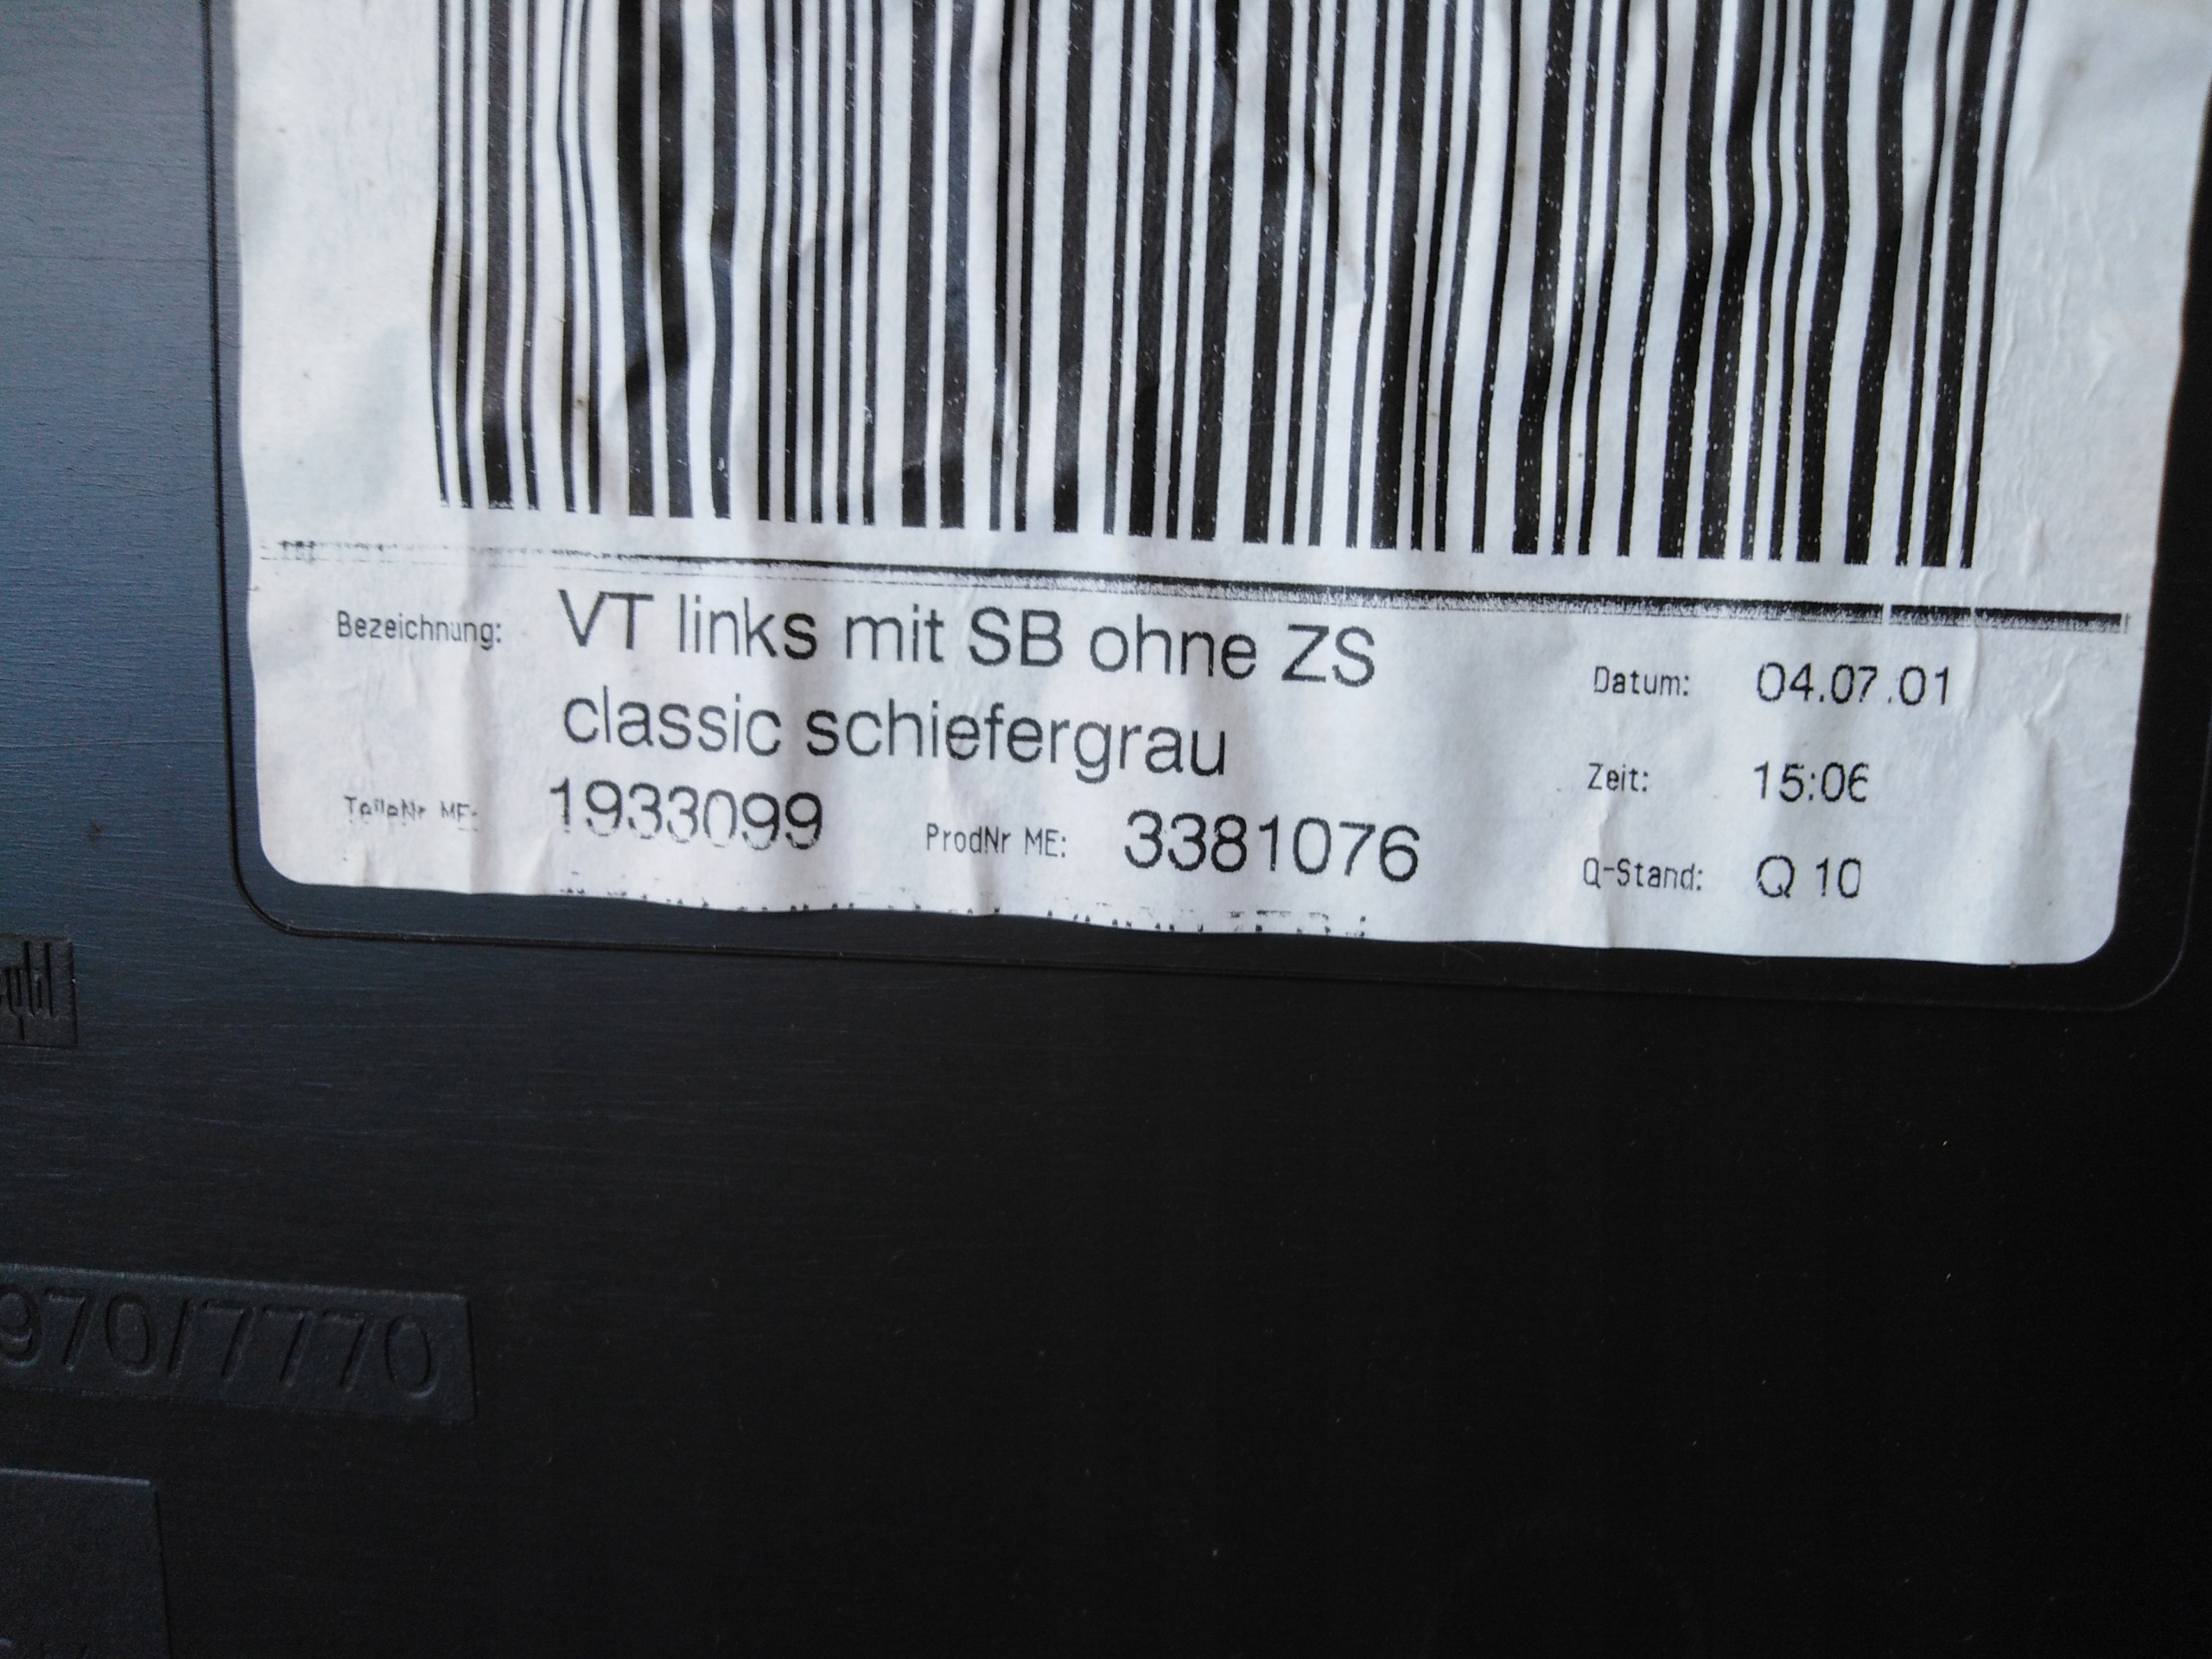 Bezeichnung: VT links mit SB ohne ZS
classic schiefergrau
TeileNr ME: 1933099 ProdNr ME: 3381076
Datum: 04.07.01
Zeit: 15:06
Q-Stand: Q 10
970/7770